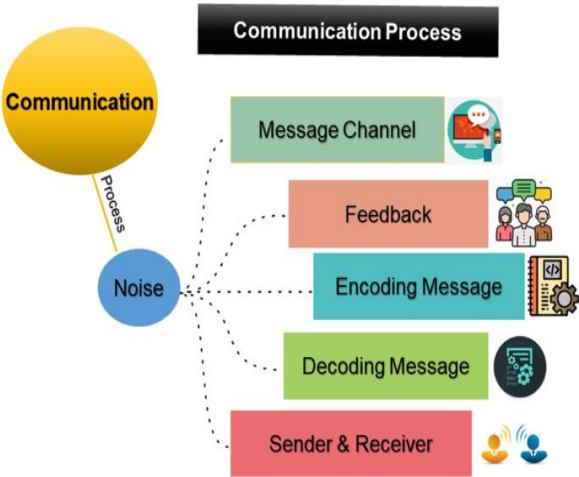 Communication Process
Communication
Process
Noise
Message Channel
Feedback
Encoding Message
Decoding Message
Sender & Receiver